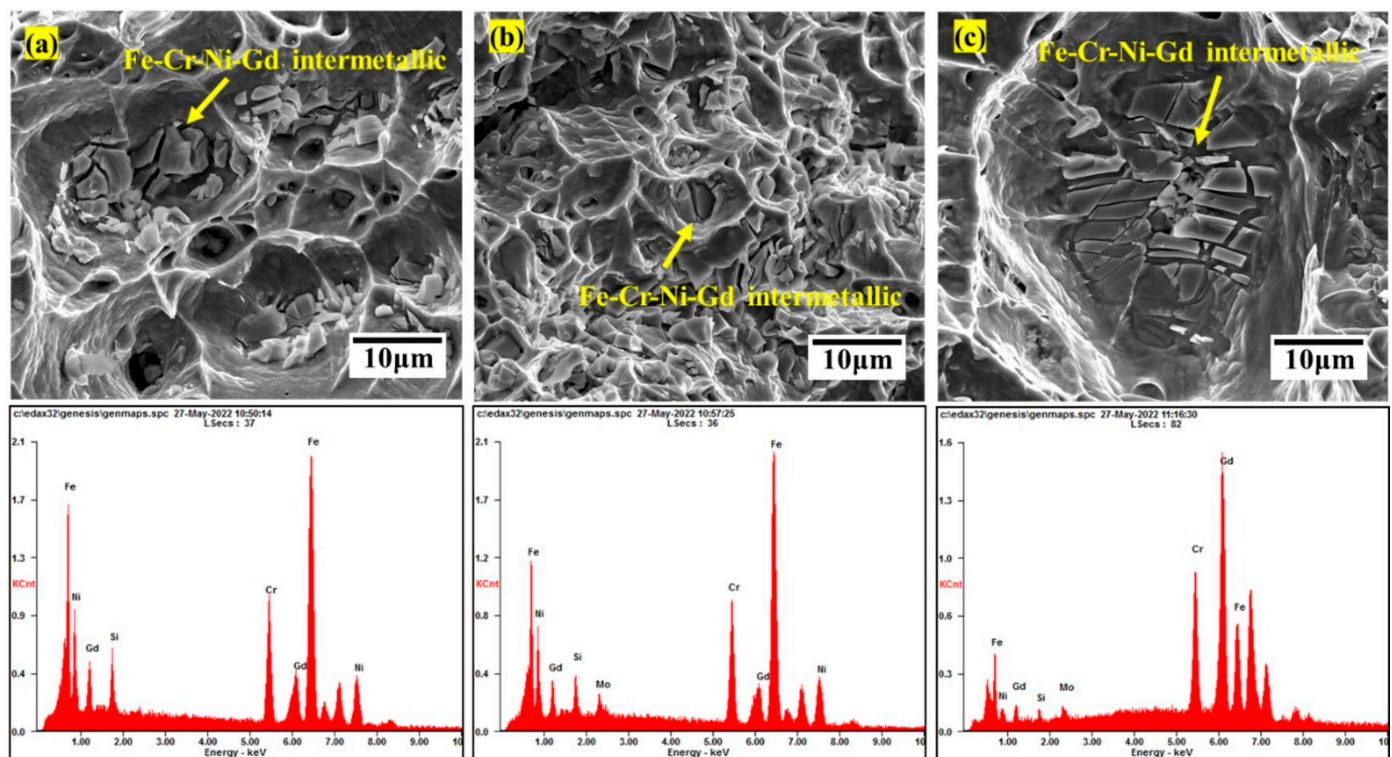 (a)
Fe-Cr-Ni-Gd intermetallic
10μm
(b)
Fe-Cr-Ni-Gd intermetallic
10μm
(c)
Fe-Cr-Ni-Gd intermetallic
10μm
c:\edax32\genesis\genmaps.spc 27-May-2022 10:50:14
LSecs : 37
2.1
1.7
1.3
KCnt
0.9
0.4
0.0
Fe
Ni
Gd
Si
Cr
Gd
Fe
Ni
1.00 2.00 3.00 4.00 5.00 6.00 7.00 8.00 9.00 10
Energy - keV
c:\edax32\genesis\genmaps.spc 27-May-2022 10:57:25
LSecs : 36
2.1
1.7
1.2
KCnt
0.8
0.4
0.0
Fe
Ni
Gd
Si
Mo
Cr
Gd
Fe
Ni
1.00 2.00 3.00 4.00 5.00 6.00 7.00 8.00 9.00 10
Energy - keV
c:\edax32\genesis\genmaps.spc 27-May-2022 11:16:30
LSecs : 82
1.6
1.3
1.0
KCnt
0.6
0.3
0.0
Fe
Ni
Gd
Si
Mo
Cr
Gd
Fe
1.00 2.00 3.00 4.00 5.00 6.00 7.00 8.00 9.00 10
Energy - keV